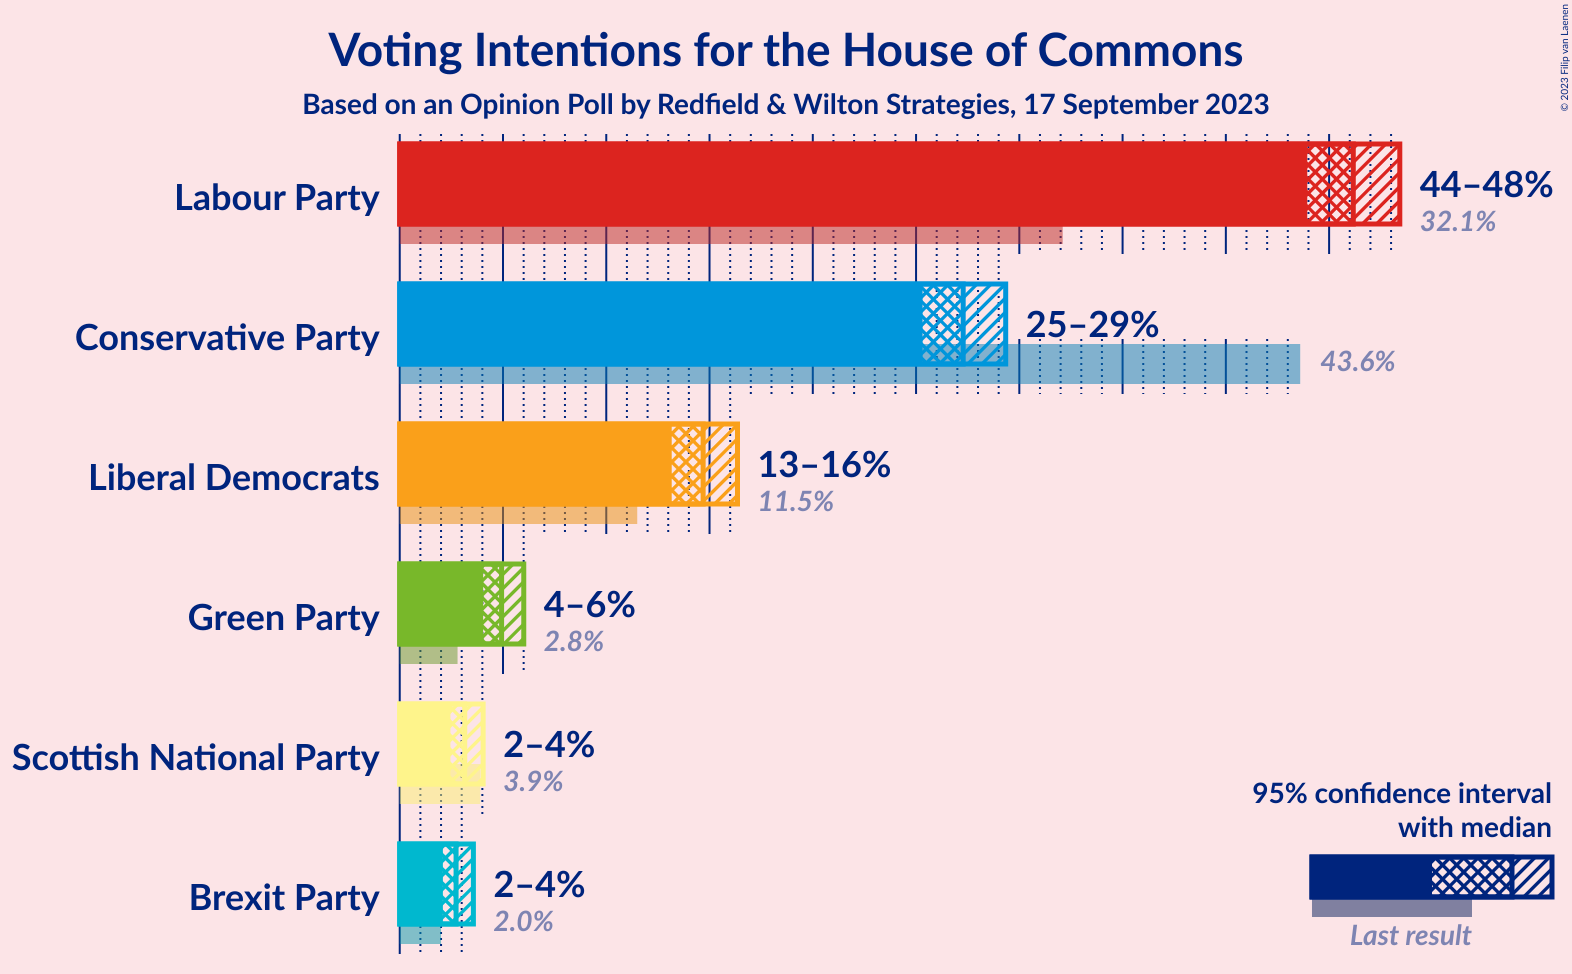 Voting Intentions for the House of Commons
Based on an Opinion Poll by Redfield & Wilton Strategies, 17 September 2023
© 2023 Filip van Laenen
Labour Party
44–48%
32.1%
Conservative Party
25–29%
43.6%
Liberal Democrats
13–16%
11.5%
Green Party
4–6%
2.8%
Scottish National Party
2–4%
3.9%
Brexit Party
2–4%
2.0%
95% confidence interval
with median
Last result